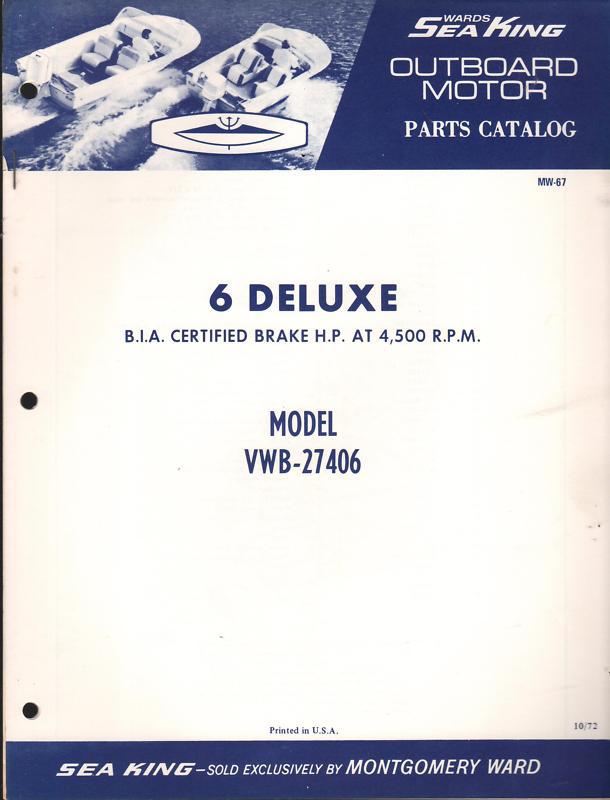 WARDS
SEA KING
OUTBOARD
MOTOR
PARTS CATALOG
MW-67
6 DELUXE
B.I.A. CERTIFIED BRAKE H.P. AT 4,500 R.P.M.
MODEL
VWB-27406
Printed in U.S.A.
10/72
SEA KING—SOLD EXCLUSIVELY BY MONTGOMERY WARD